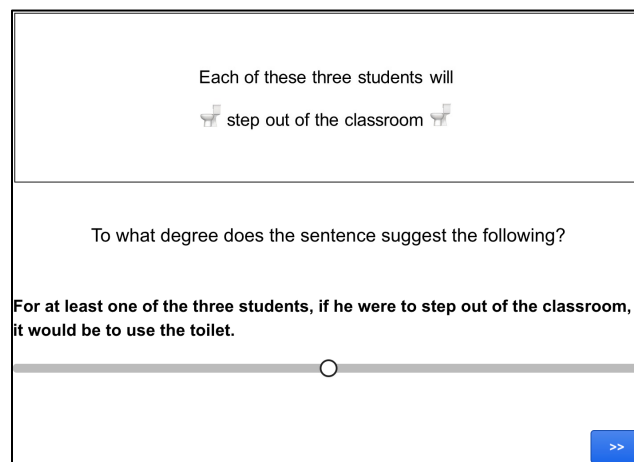 Each of these three students will
🚽 step out of the classroom 🚽
To what degree does the sentence suggest the following?
For at least one of the three students, if he were to step out of the classroom,
it would be to use the toilet.
>>